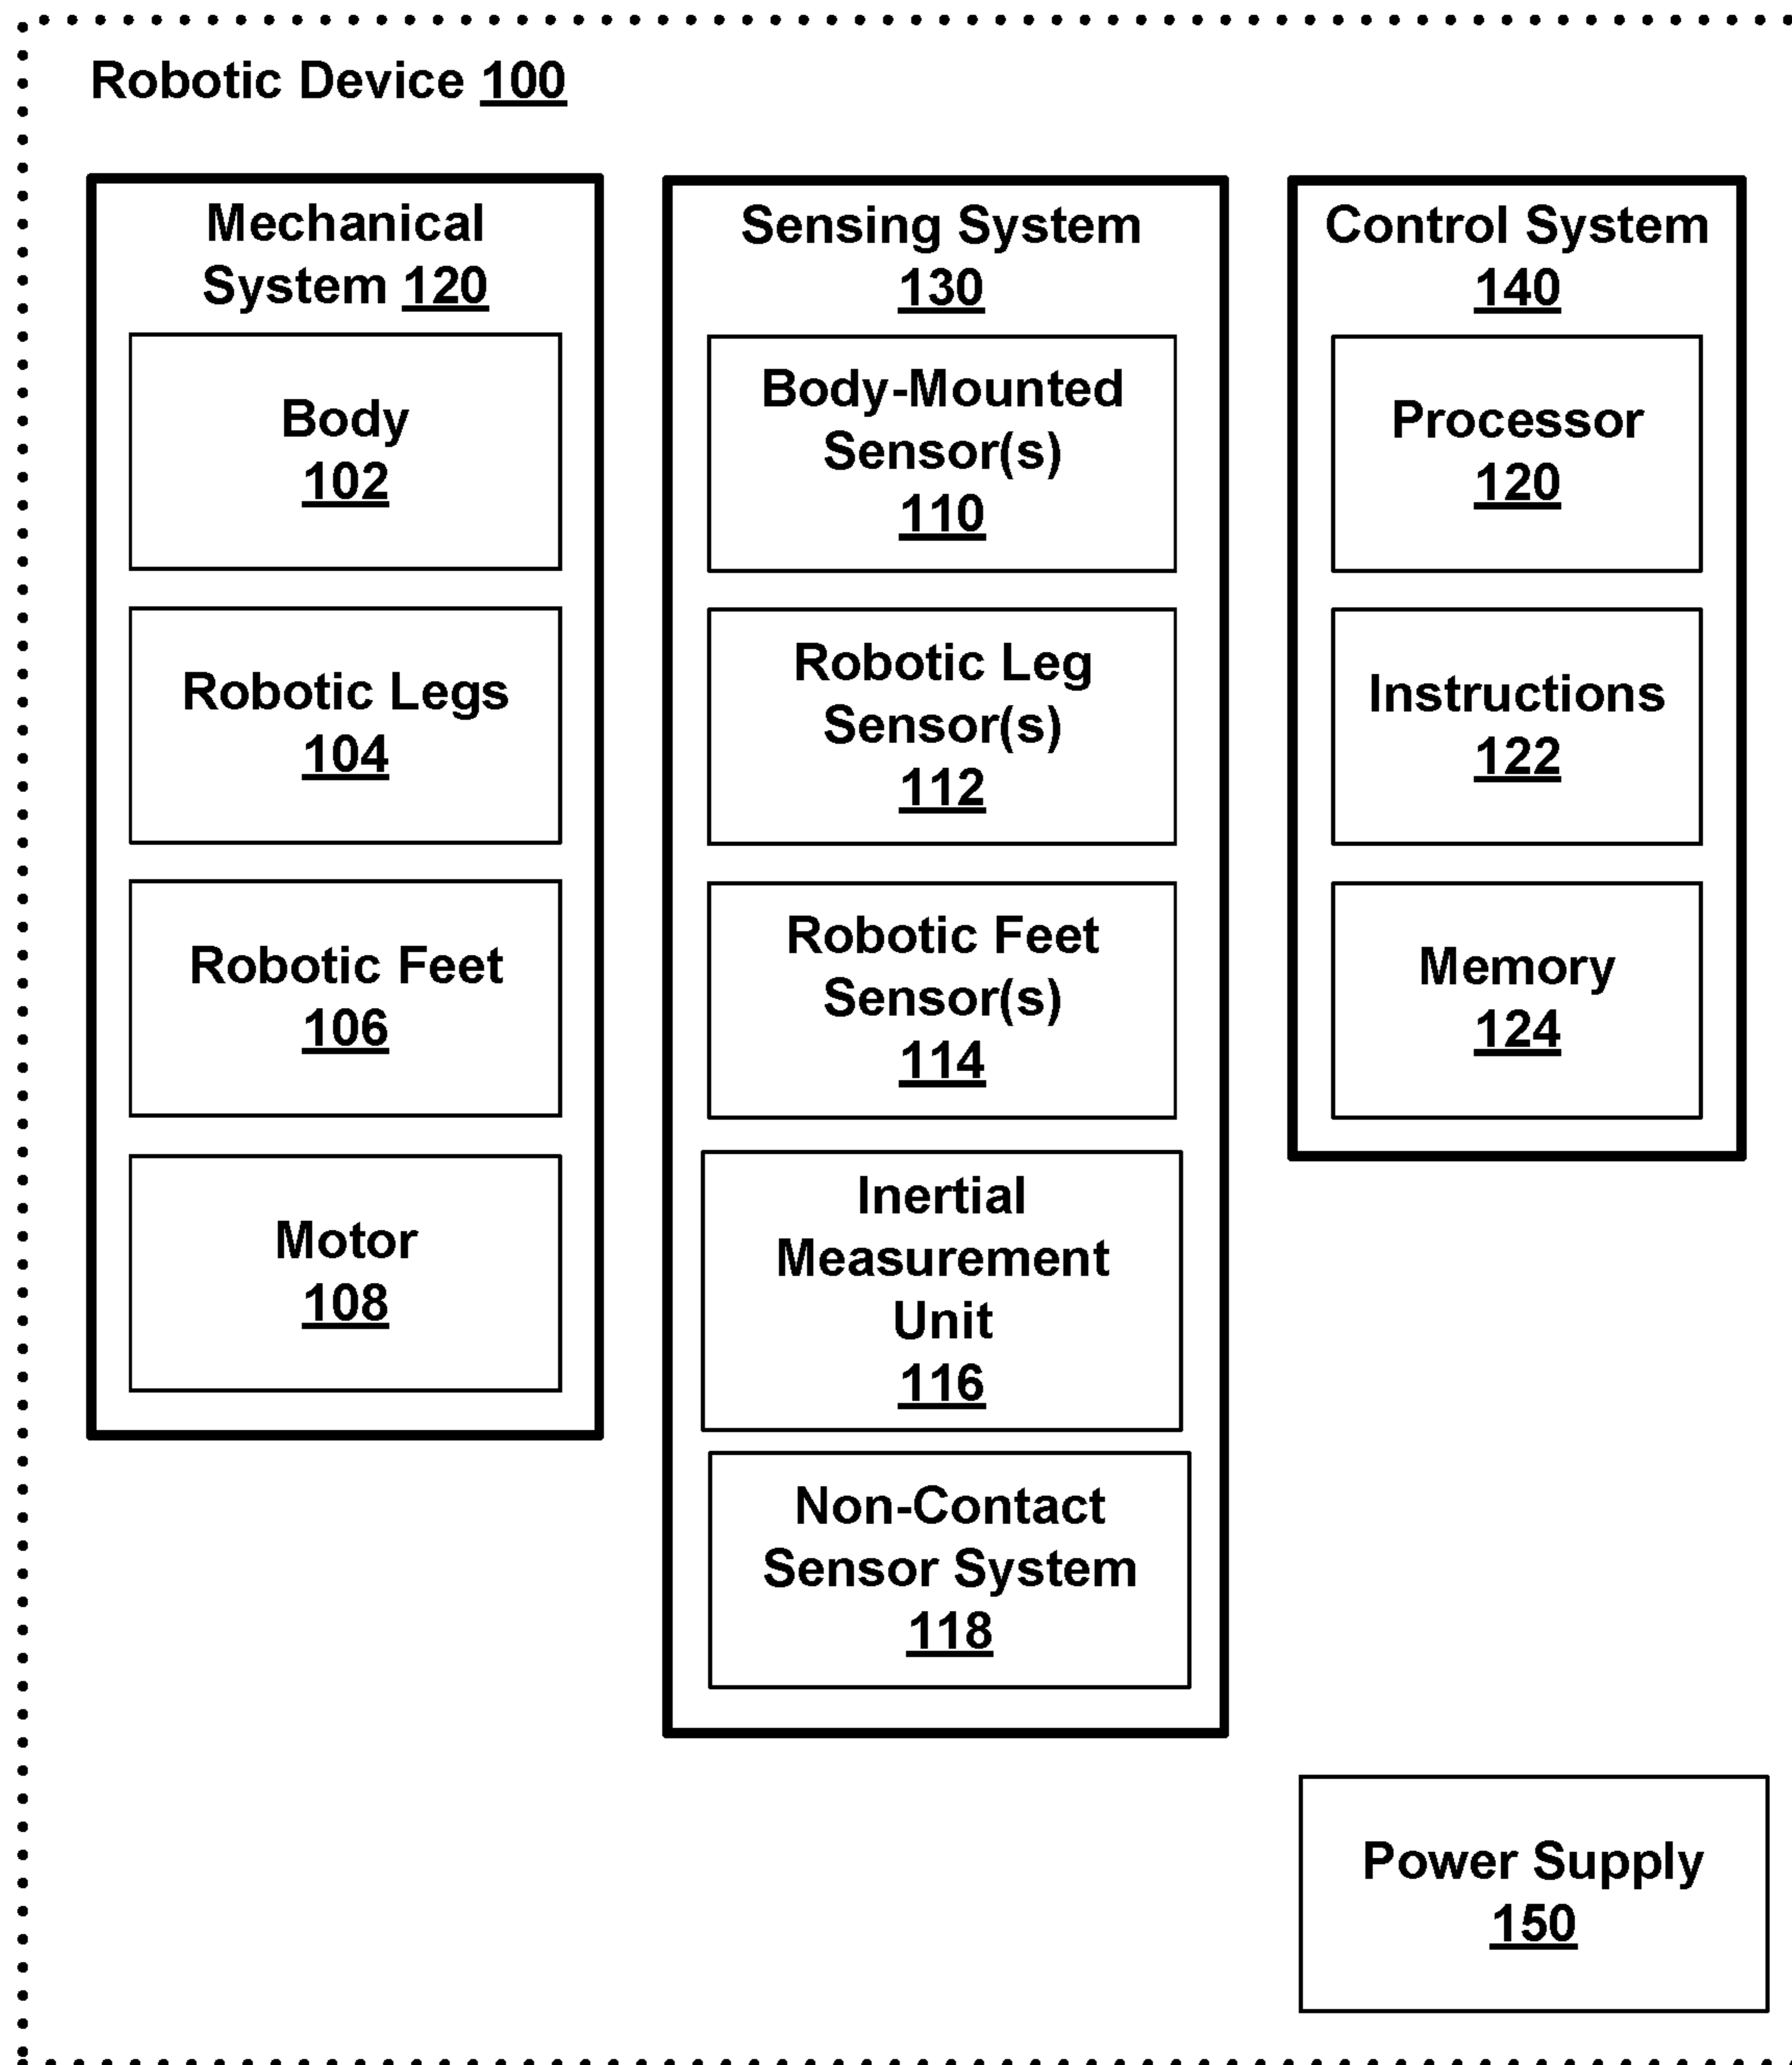 Robotic Device 100
Mechanical
System 120
Body
102
Robotic Legs
104
Robotic Feet
106
Motor
108
Sensing System
130
Body-Mounted
Sensor(s)
110
Robotic Leg
Sensor(s)
112
Robotic Feet
Sensor(s)
114
Inertial
Measurement
Unit
116
Non-Contact
Sensor System
118
Control System
140
Processor
120
Instructions
122
Memory
124
Power Supply
150